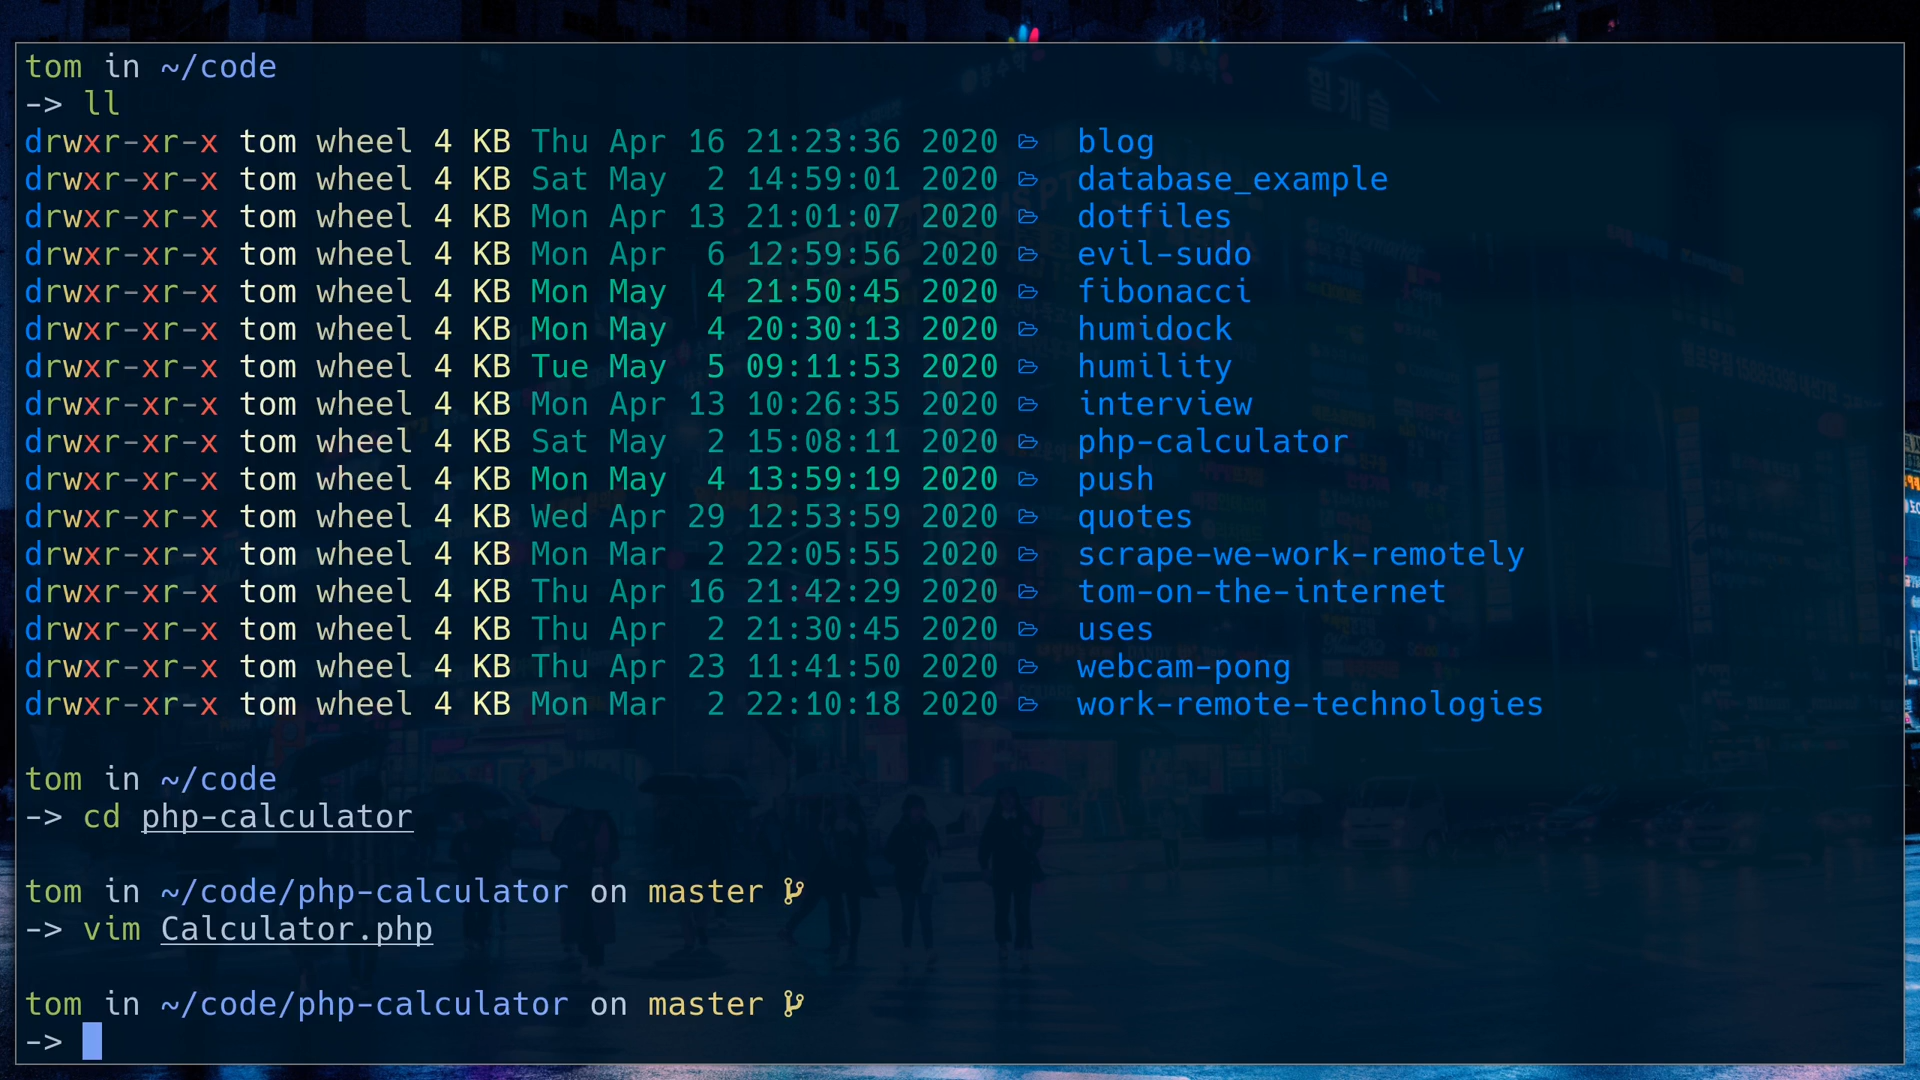 tom in ~/code
-> ll
drwxr-xr-x tom wheel 4 KB Thu Apr 16 21:23:36 2020 blog
drwxr-xr-x tom wheel 4 KB Sat May  2 14:59:01 2020 database_example
drwxr-xr-x tom wheel 4 KB Mon Apr 13 21:01:07 2020 dotfiles
drwxr-xr-x tom wheel 4 KB Mon Apr  6 12:59:56 2020 evil-sudo
drwxr-xr-x tom wheel 4 KB Mon May  4 21:50:45 2020 fibonacci
drwxr-xr-x tom wheel 4 KB Mon May  4 20:30:13 2020 humidock
drwxr-xr-x tom wheel 4 KB Tue May  5 09:11:53 2020 humility
drwxr-xr-x tom wheel 4 KB Mon Apr 13 10:26:35 2020 interview
drwxr-xr-x tom wheel 4 KB Sat May  2 15:08:11 2020 php-calculator
drwxr-xr-x tom wheel 4 KB Mon May  4 13:59:19 2020 push
drwxr-xr-x tom wheel 4 KB Wed Apr 29 12:53:59 2020 quotes
drwxr-xr-x tom wheel 4 KB Mon Mar  2 22:05:55 2020 scrape-we-work-remotely
drwxr-xr-x tom wheel 4 KB Thu Apr 16 21:42:29 2020 tom-on-the-internet
drwxr-xr-x tom wheel 4 KB Thu Apr  2 21:30:45 2020 uses
drwxr-xr-x tom wheel 4 KB Thu Apr 23 11:41:50 2020 webcam-pong
drwxr-xr-x tom wheel 4 KB Mon Mar  2 22:10:18 2020 work-remote-technologies
tom in ~/code
-> cd php-calculator
tom in ~/code/php-calculator on master
-> vim Calculator.php
tom in ~/code/php-calculator on master
->